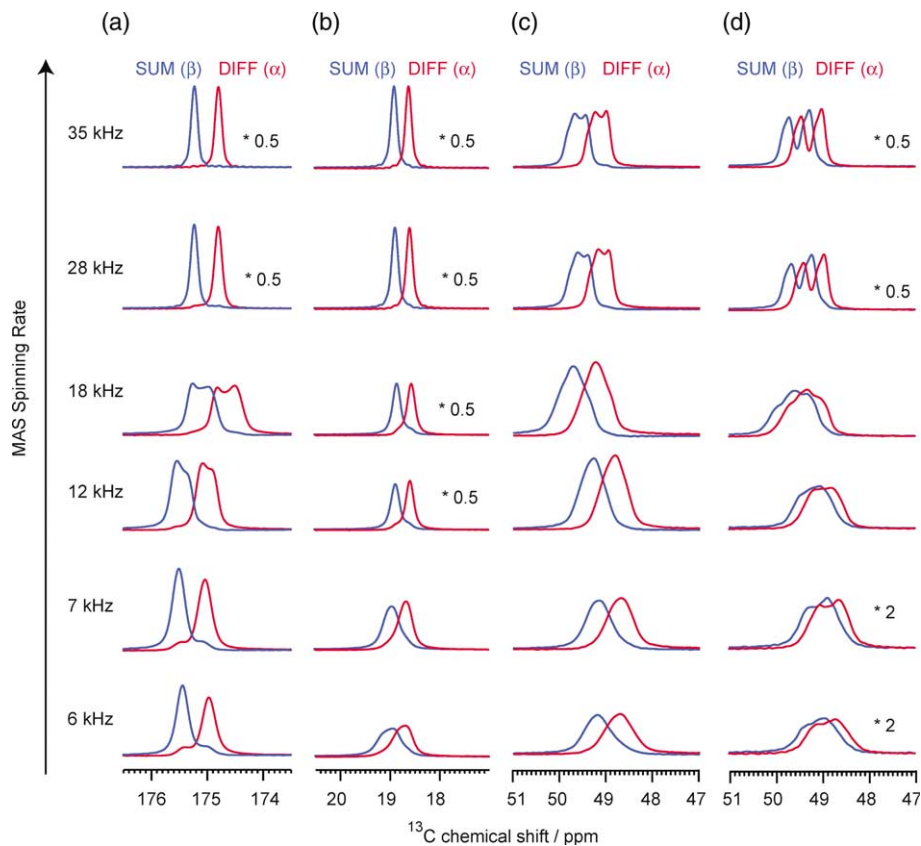 (a) (b) (c) (d)
SUM (β) DIFF (α) SUM (β) DIFF (α) SUM (β) DIFF (α) SUM (β) DIFF (α)
35 kHz * 0.5 * 0.5 * 0.5
28 kHz * 0.5 * 0.5 * 0.5
18 kHz * 0.5
12 kHz * 0.5
7 kHz * 2
6 kHz * 2
MAS Spinning Rate
176 175 174 20 19 18 51 50 49 48 47 51 50 49 48 47
¹³C chemical shift / ppm